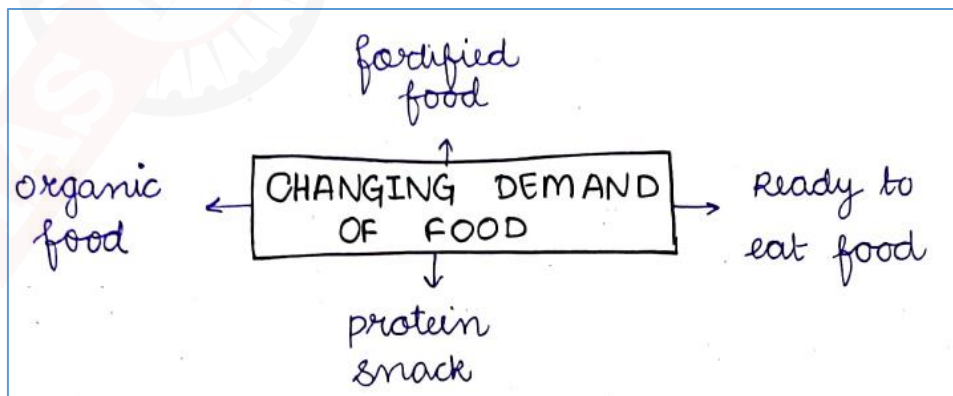 fortified
food
organic
food
CHANGING DEMAND
OF FOOD
Ready to
eat food
protein
snack